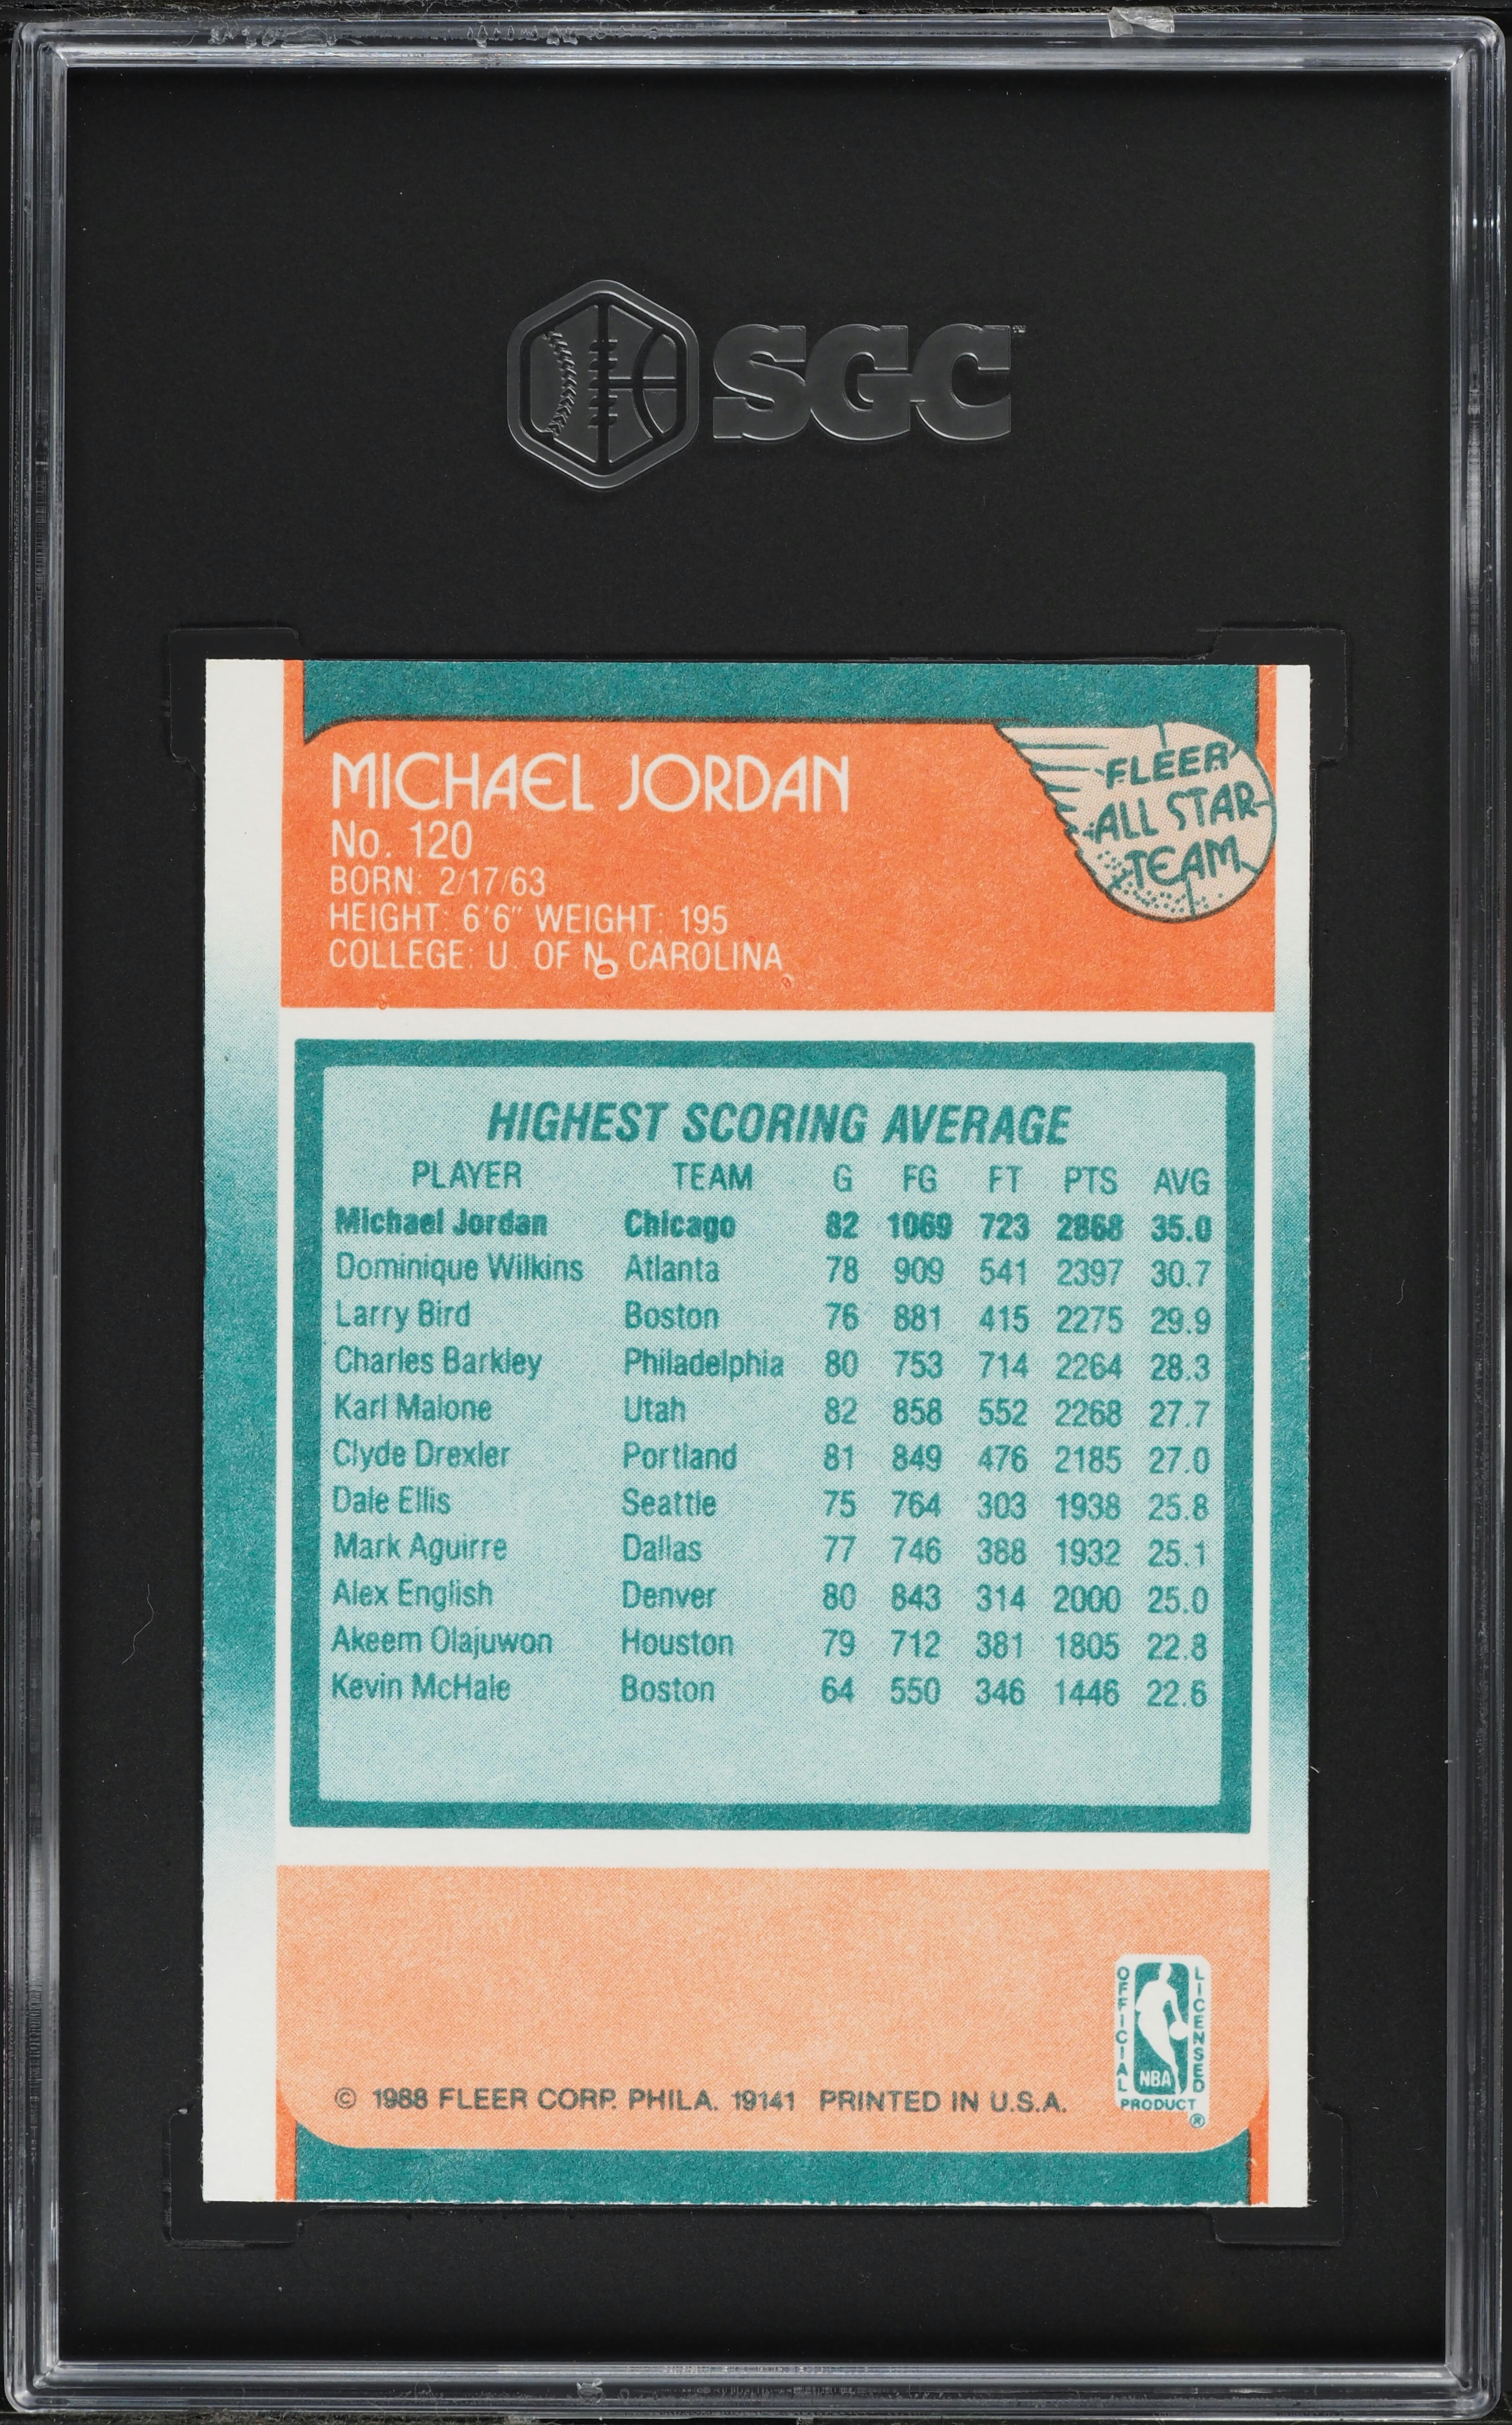 SGC™
MICHAEL JORDAN
No. 120
BORN: 2/17/63
HEIGHT: 6'6" WEIGHT: 195
COLLEGE: U. OF N. CAROLINA
FLEER
ALL STAR
TEAM
HIGHEST SCORING AVERAGE
PLAYER TEAM G FG FT PTS AVG
Michael Jordan Chicago 82 1069 723 2868 35.0
Dominique Wilkins Atlanta 78 909 541 2397 30.7
Larry Bird Boston 76 881 415 2275 29.9
Charles Barkley Philadelphia 80 753 714 2264 28.3
Karl Malone Utah 82 858 552 2268 27.7
Clyde Drexler Portland 81 849 476 2185 27.0
Dale Ellis Seattle 75 764 303 1938 25.8
Mark Aguirre Dallas 77 746 388 1932 25.1
Alex English Denver 80 843 314 2000 25.0
Akeem Olajuwon Houston 79 712 381 1805 22.8
Kevin McHale Boston 64 550 346 1446 22.6
OFFICIAL
LICENSED
NBA
PRODUCT
®
© 1988 FLEER CORP. PHILA. 19141 PRINTED IN U.S.A.